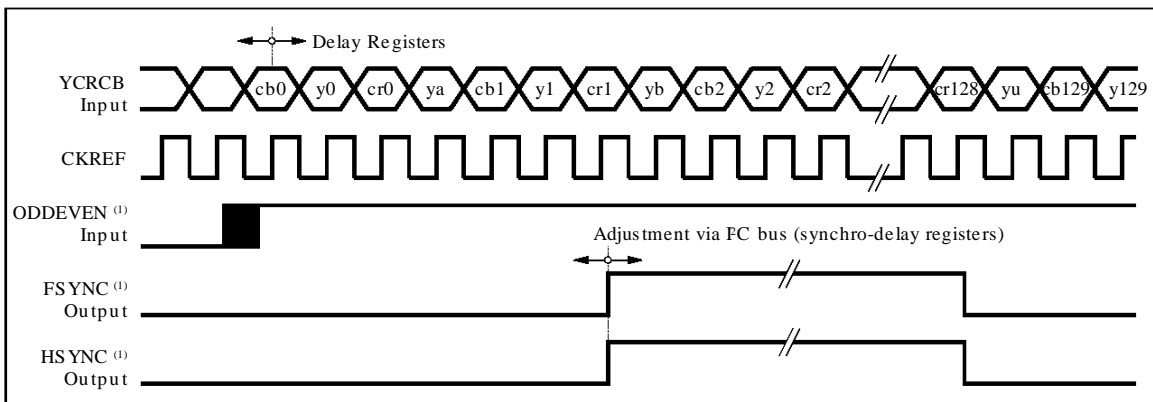 Delay Registers
YCRCB
Input
cb0 y0 cr0 ya cb1 y1 cr1 yb cb2 y2 cr2 cr128 yu cb129 y129
CKREF
ODDEVEN (1)
Input
Adjustment via I²C bus (synchro-delay registers)
FSYNC (1)
Output
HSYNC (1)
Output